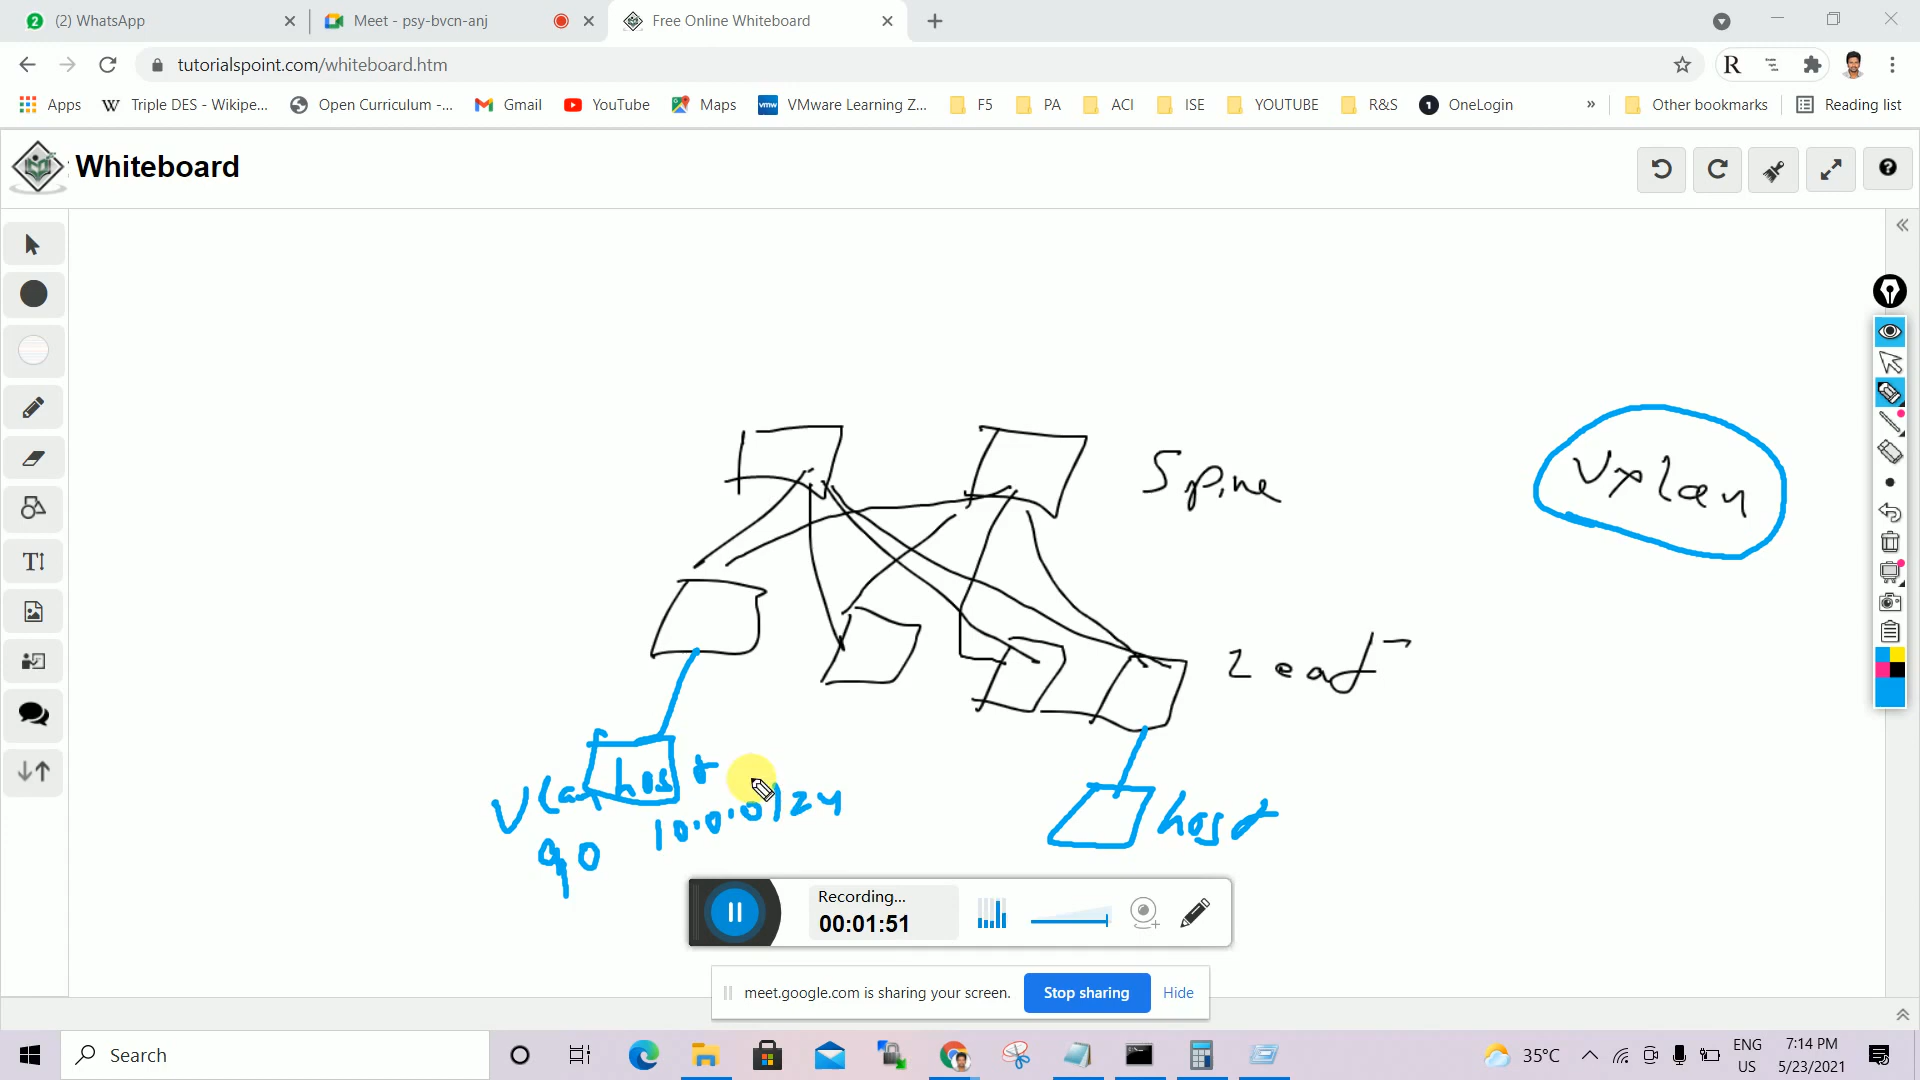 (2) WhatsApp
Meet - psy-bvcn-anj
Free Online Whiteboard
tutorialspoint.com/whiteboard.htm
R
Apps
W Triple DES - Wikipe...
Open Curriculum -...
Gmail
YouTube
Maps
vmw VMware Learning Z...
F5
PA
ACI
ISE
YOUTUBE
R&S
1 OneLogin
»
Other bookmarks
Reading list
Whiteboard
Spine
Vxlan
Leaf
host
Vlan
10.0.0/24
90
host
Recording...
00:01:51
meet.google.com is sharing your screen.
Stop sharing
Hide
Search
35°C
ENG
US
7:14 PM
5/23/2021